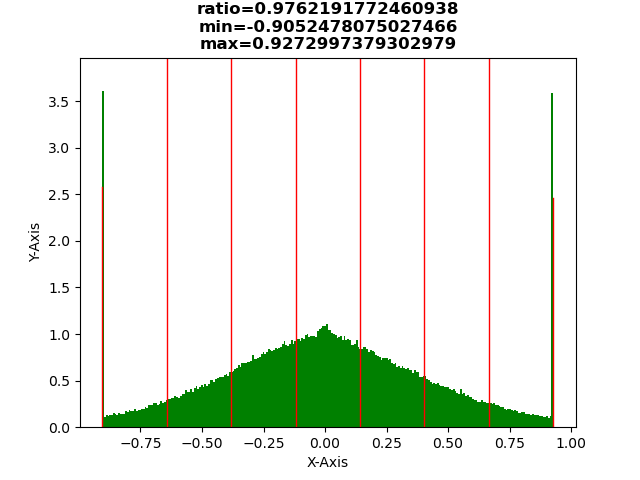 ratio=0.9762191772460938
min=-0.9052478075027466
max=0.9272997379302979
3.5
3.0
2.5
2.0
1.5
1.0
0.5
0.0
Y-Axis
−0.75 −0.50 −0.25 0.00 0.25 0.50 0.75 1.00
X-Axis